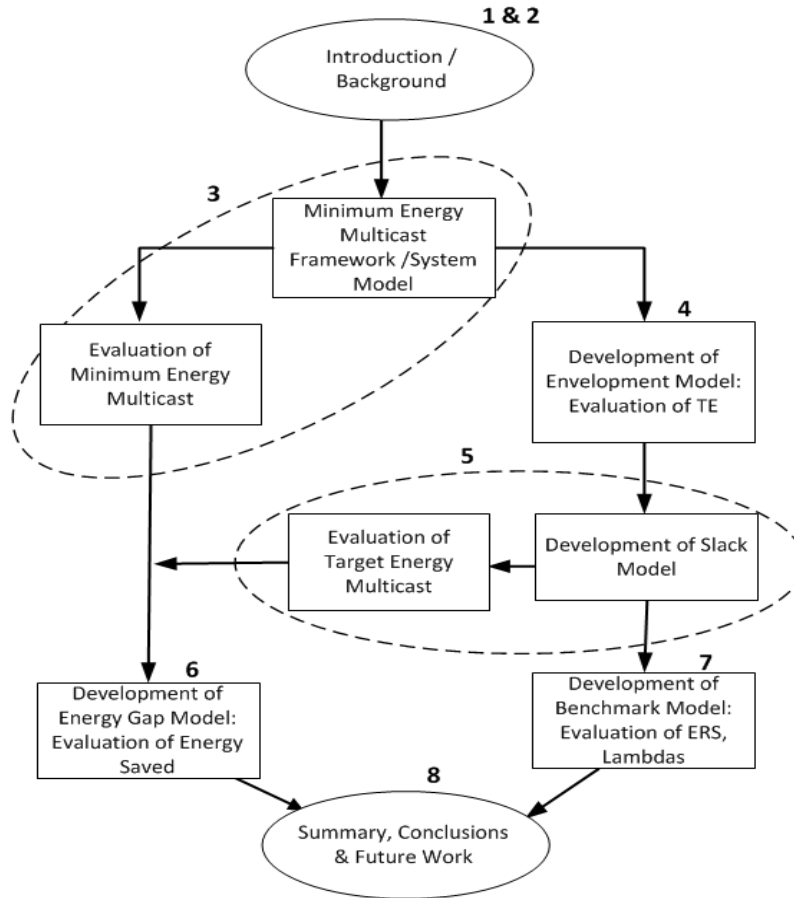 1 & 2
Introduction /
Background
3
Minimum Energy
Multicast
Framework /System
Model
4
Evaluation of
Minimum Energy
Multicast
Development of
Envelopment Model:
Evaluation of TE
5
Evaluation of
Target Energy
Multicast
Development of Slack
Model
6
Development of
Energy Gap Model:
Evaluation of Energy
Saved
7
Development of
Benchmark Model:
Evaluation of ERS,
Lambdas
8
Summary, Conclusions
& Future Work